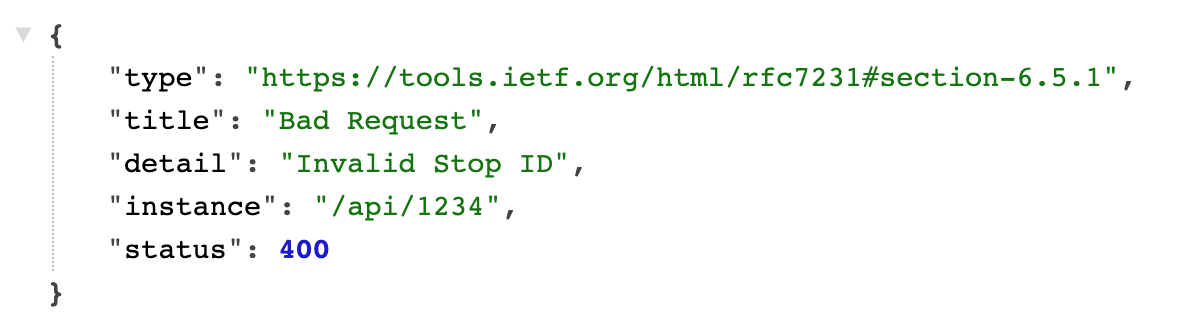 {
"type": "https://tools.ietf.org/html/rfc7231#section-6.5.1",
"title": "Bad Request",
"detail": "Invalid Stop ID",
"instance": "/api/1234",
"status": 400
}